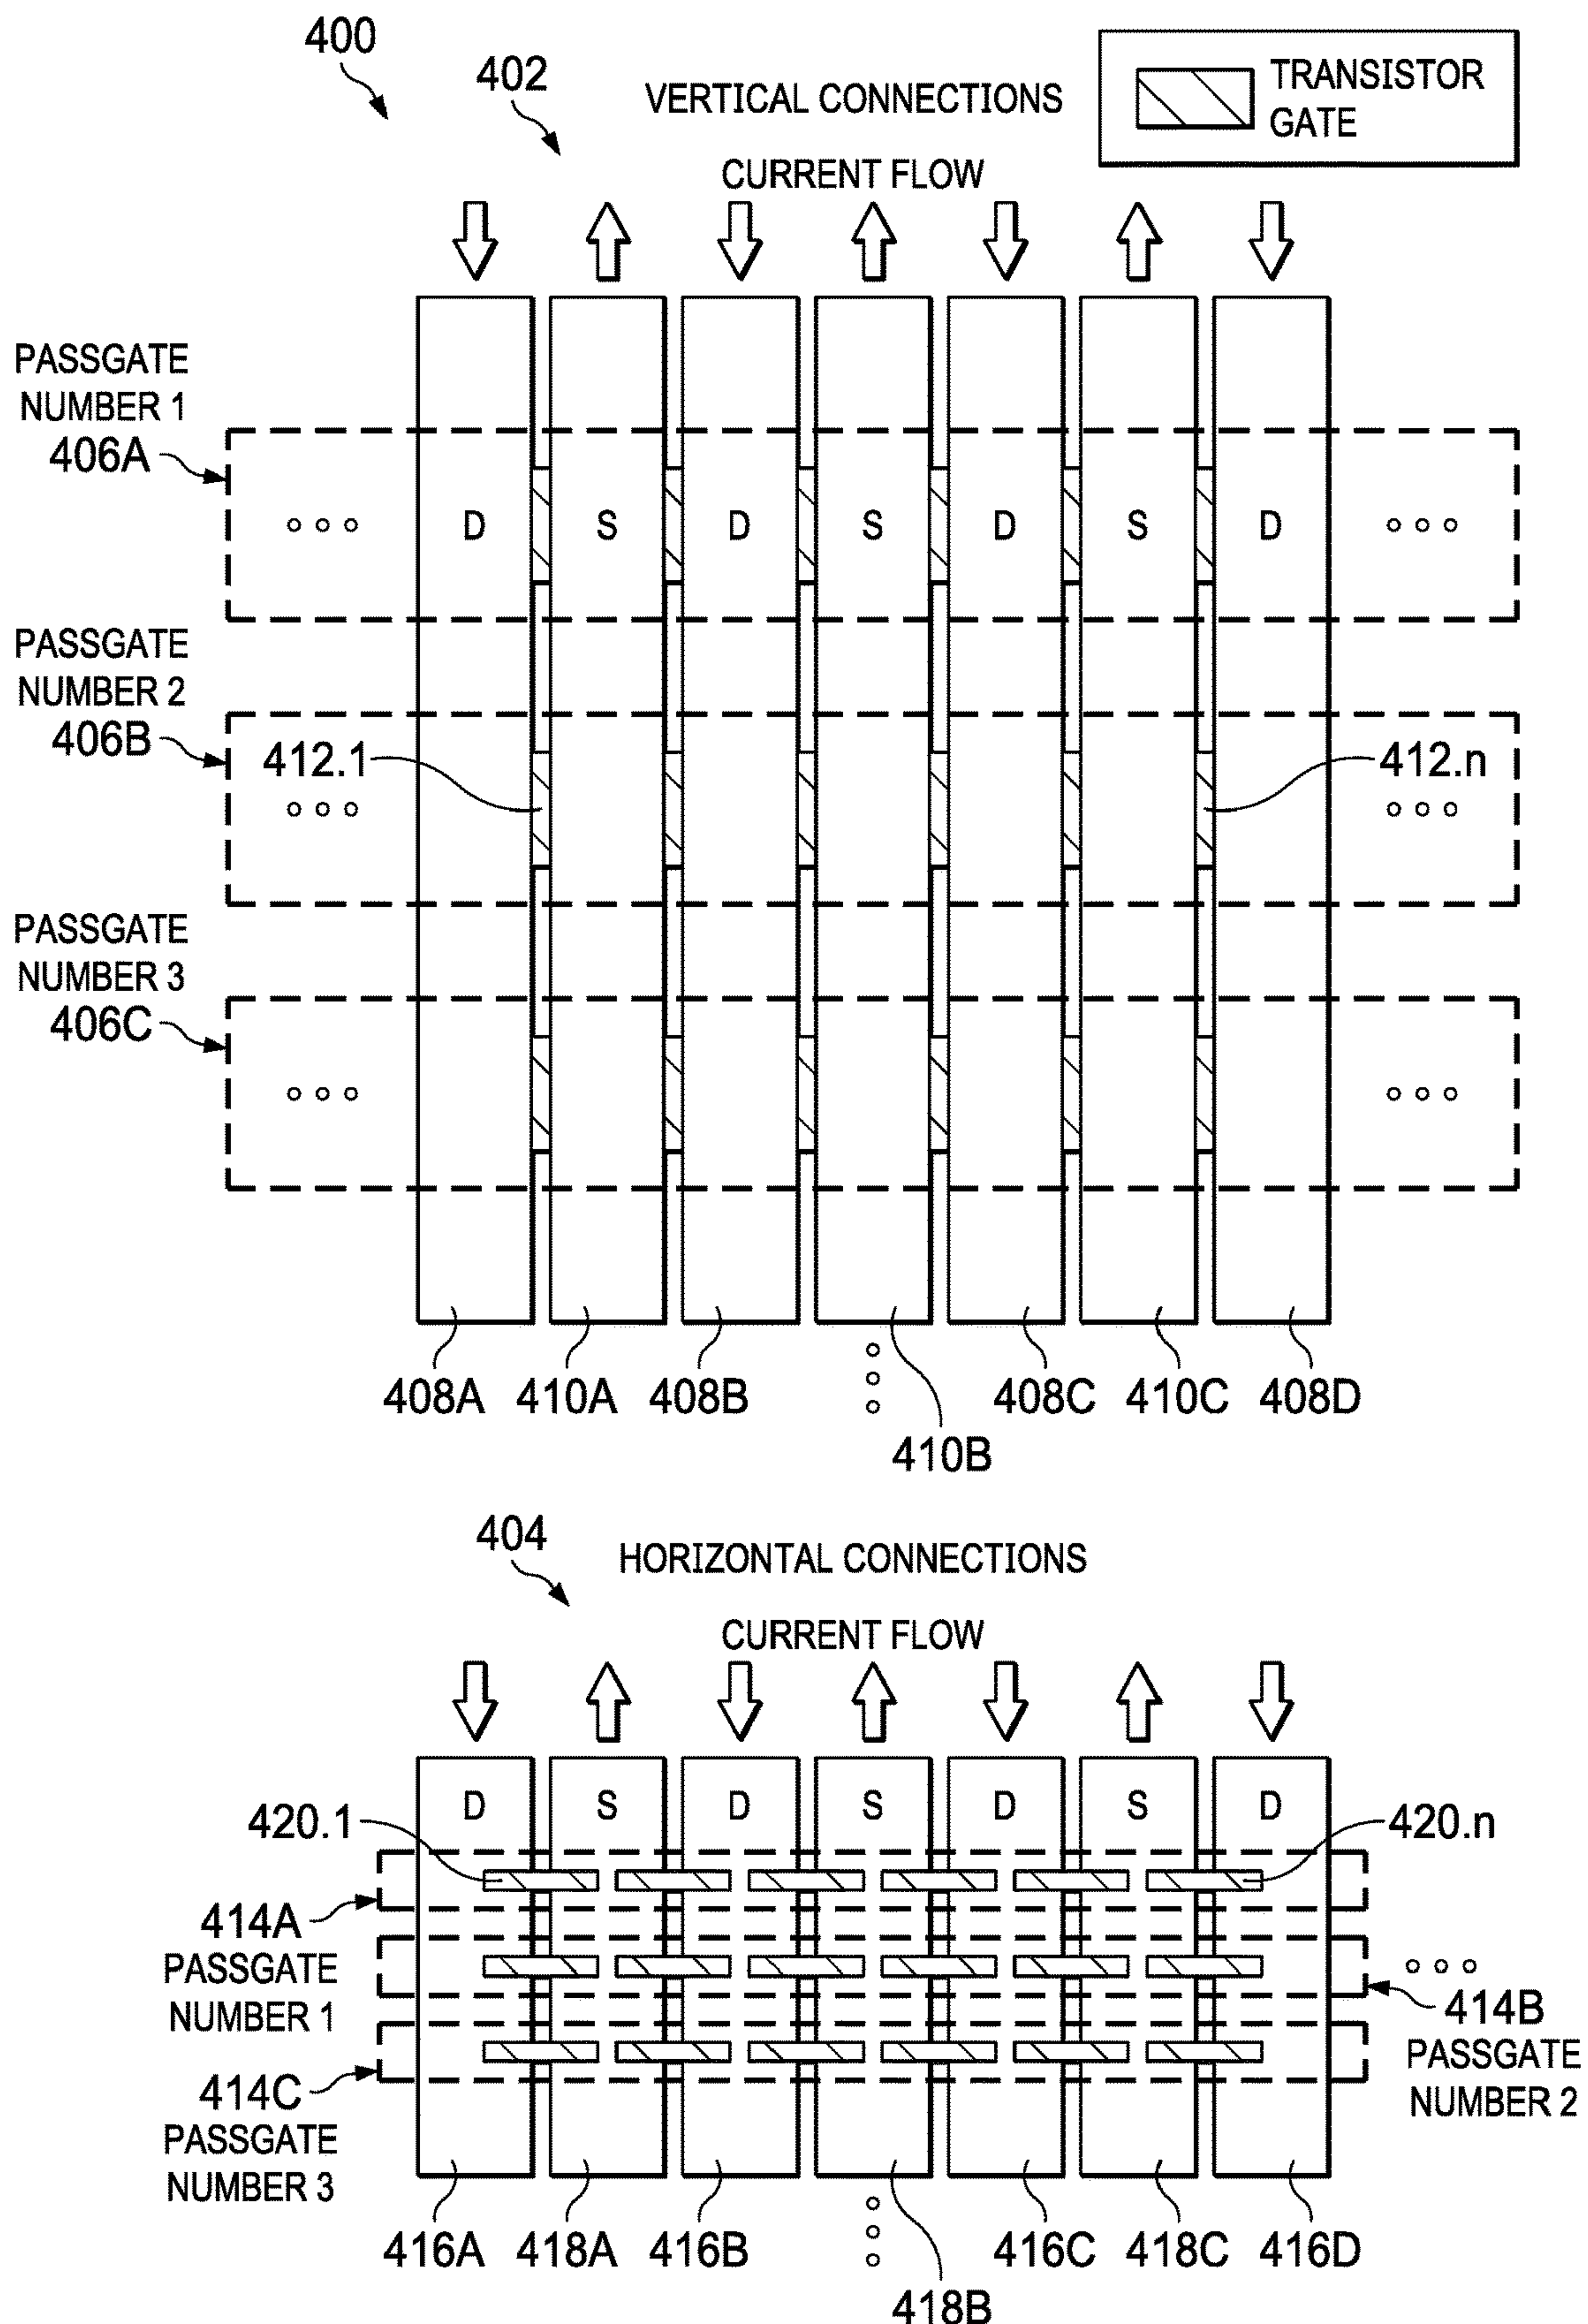 400
402
VERTICAL CONNECTIONS
TRANSISTOR
GATE
CURRENT FLOW
PASSGATE
NUMBER 1
406A
D S D S D S D
PASSGATE
NUMBER 2
406B
412.1
412.n
PASSGATE
NUMBER 3
406C
408A 410A 408B 408C 410C 408D
410B
404
HORIZONTAL CONNECTIONS
CURRENT FLOW
D S D S D S D
420.1
420.n
414A
PASSGATE
NUMBER 1
414B
PASSGATE
NUMBER 2
414C
PASSGATE
NUMBER 3
416A 418A 416B 416C 418C 416D
418B